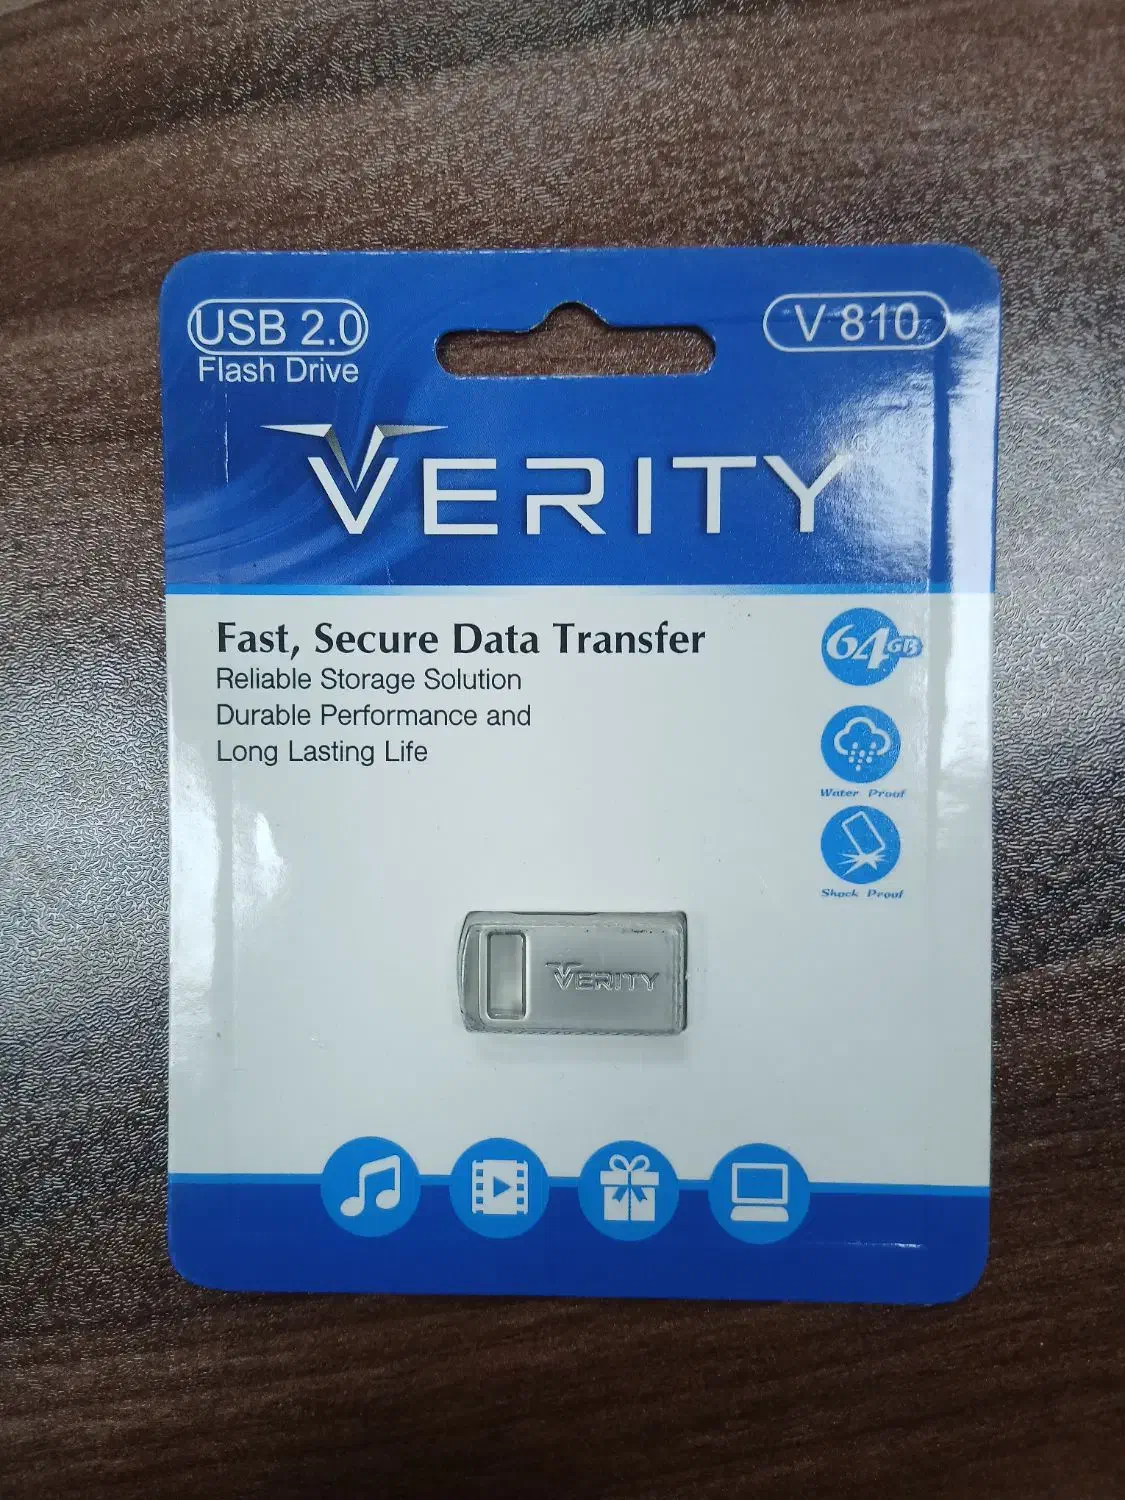 USB 2.0
Flash Drive
V 810
VERITY
Fast, Secure Data Transfer
Reliable Storage Solution
Durable Performance and
Long Lasting Life
64GB
Water Proof
Shock Proof
VERITY